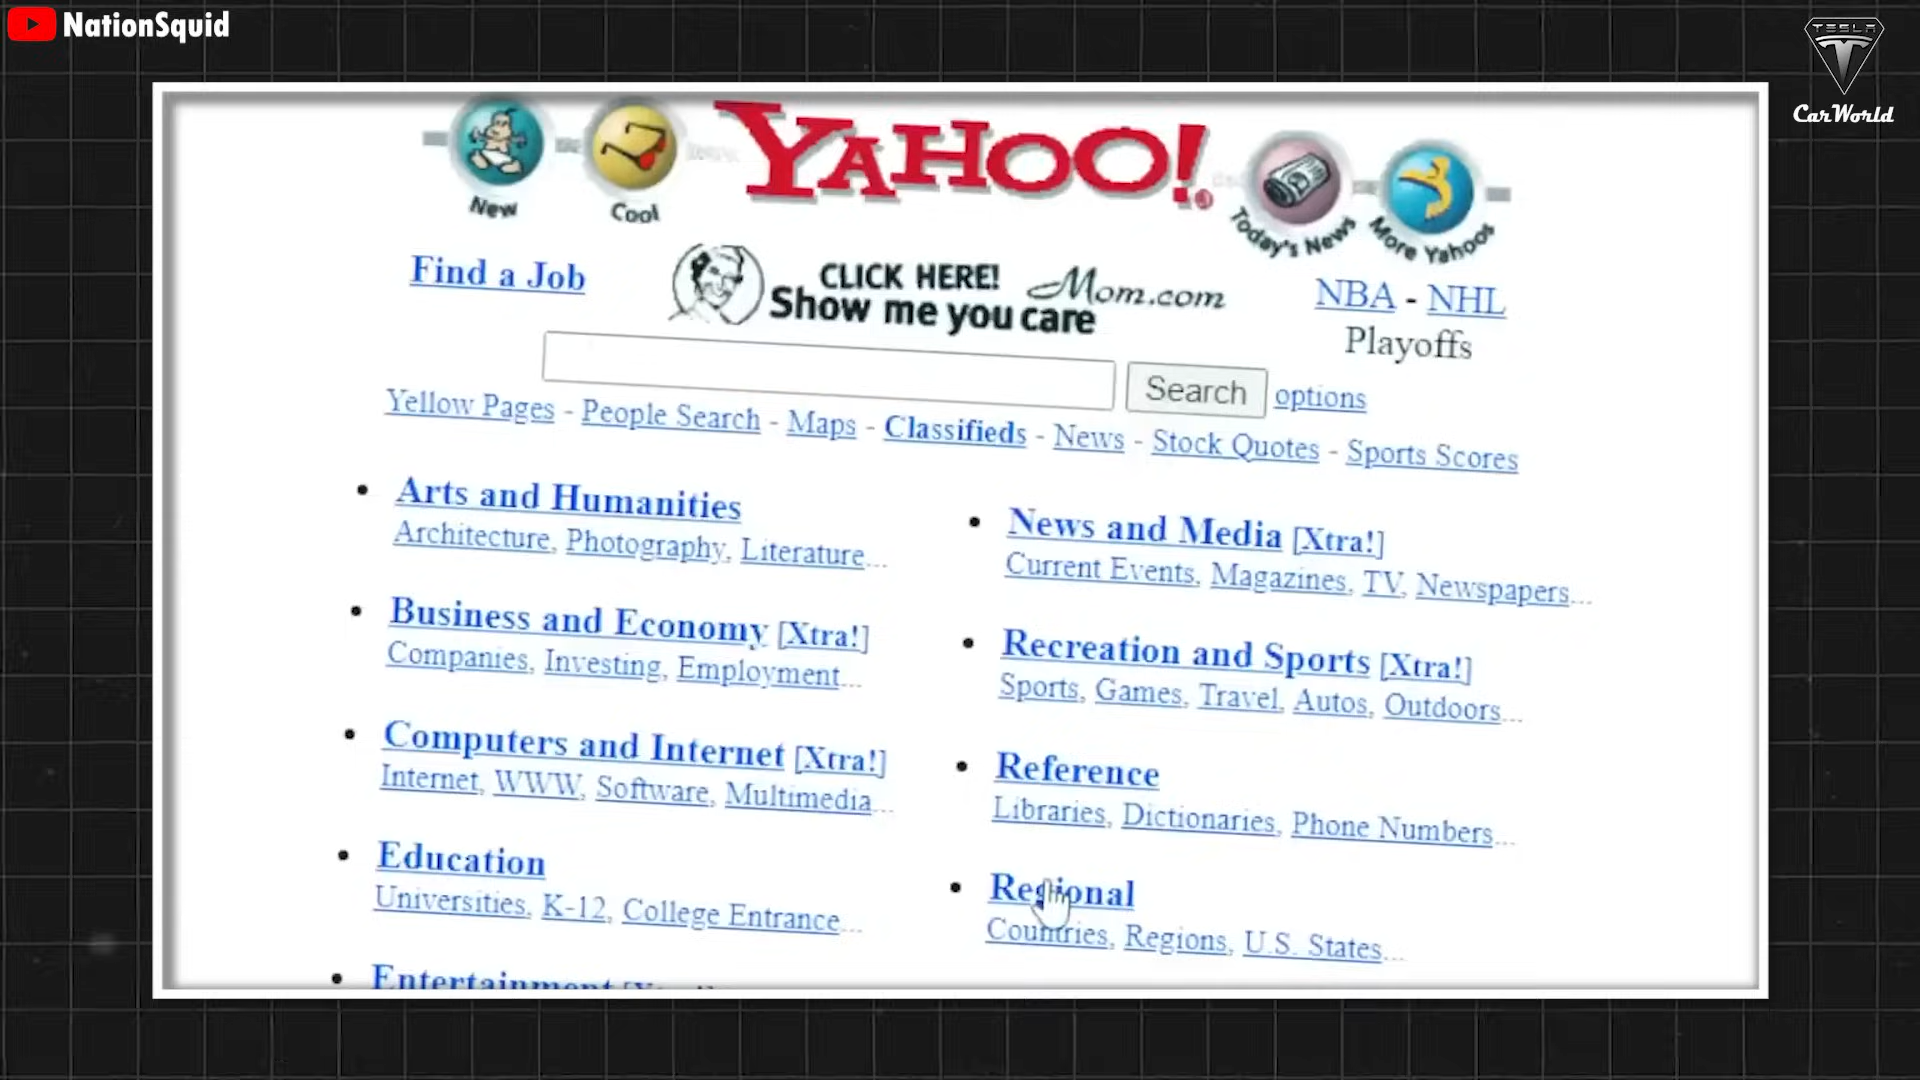 NationSquid
TESLA
CarWorld
YAHOO!
New
Cool
Today's News
More Yahoos
Find a Job
CLICK HERE!
Show me you care
Mom.com
NBA - NHL
Playoffs
Search
options
Yellow Pages - People Search - Maps - Classifieds - News - Stock Quotes - Sports Scores
• Arts and Humanities
Architecture, Photography, Literature...
• Business and Economy [Xtra!]
Companies, Investing, Employment...
• Computers and Internet [Xtra!]
Internet, WWW, Software, Multimedia...
• Education
Universities, K-12, College Entrance...
• Entertainment [Xtra!]
• News and Media [Xtra!]
Current Events, Magazines, TV, Newspapers...
• Recreation and Sports [Xtra!]
Sports, Games, Travel, Autos, Outdoors...
• Reference
Libraries, Dictionaries, Phone Numbers...
• Regional
Countries, Regions, U.S. States...